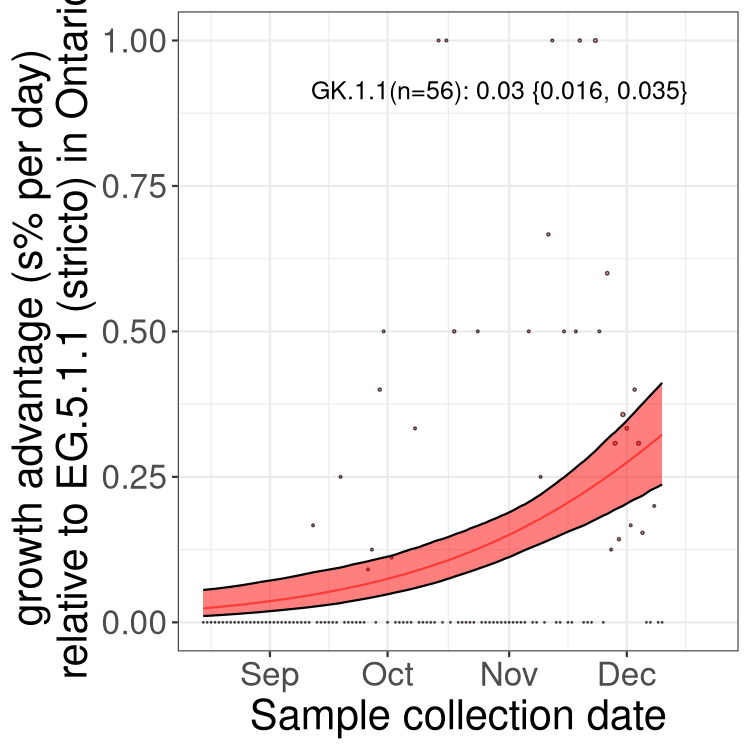 growth advantage (s% per day)
relative to EG.5.1.1 (stricto) in Ontario
1.00
0.75
0.50
0.25
0.00
GK.1.1(n=56): 0.03 {0.016, 0.035}
Sep Oct Nov Dec
Sample collection date